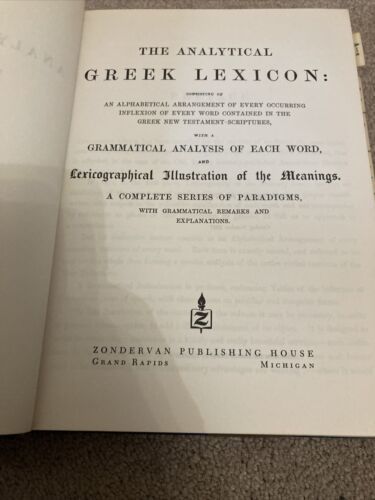 THE ANALYTICAL
GREEK LEXICON:
CONSISTING OF
AN ALPHABETICAL ARRANGEMENT OF EVERY OCCURRING
INFLEXION OF EVERY WORD CONTAINED IN THE
GREEK NEW TESTAMENT SCRIPTURES,
WITH A
GRAMMATICAL ANALYSIS OF EACH WORD,
AND
Lexicographical Illustration of the Meanings.
A COMPLETE SERIES OF PARADIGMS,
WITH GRAMMATICAL REMARKS AND
EXPLANATIONS.
Z
ZONDERVAN PUBLISHING HOUSE
GRAND RAPIDS MICHIGAN